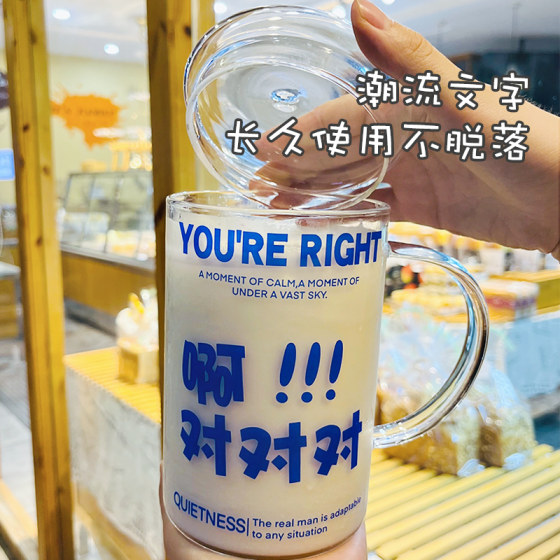 潮流文字
长久使用不脱落
YOU'RE RIGHT
A MOMENT OF CALM,A MOMENT OF
UNDER A VAST SKY.
啊!!!
对对对
QUIETNESS| The real man is adaptable
to any situation